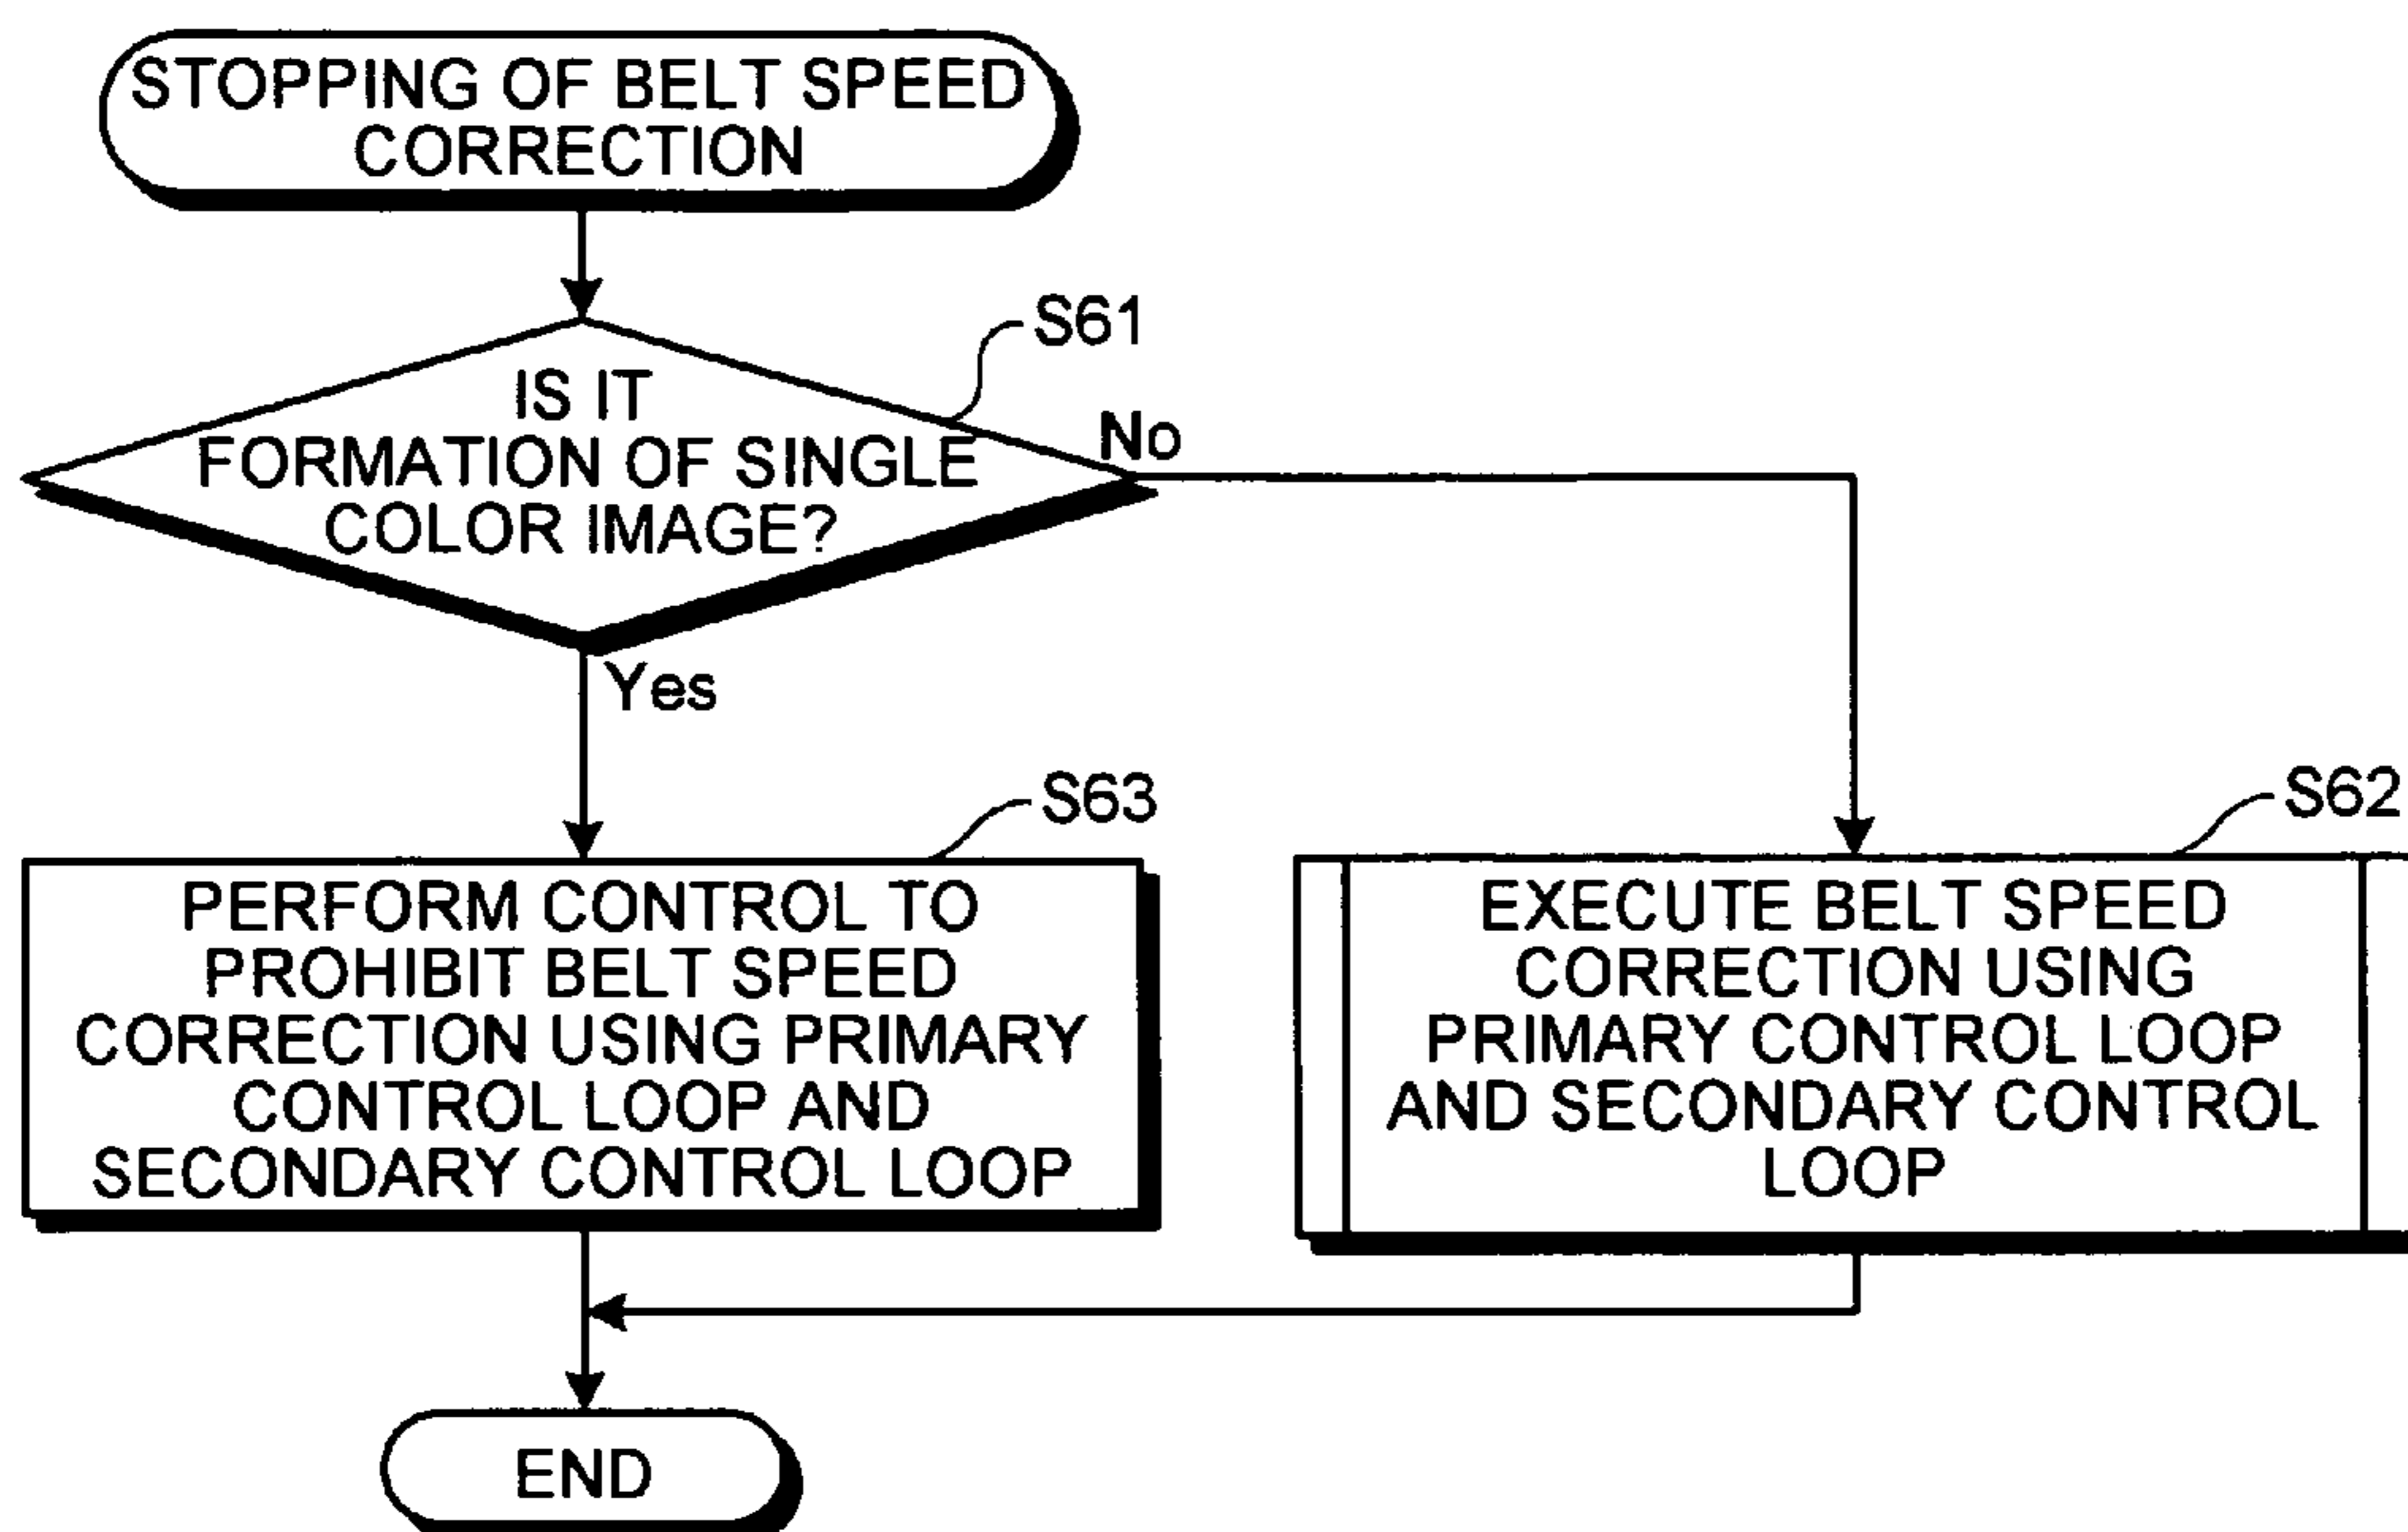 STOPPING OF BELT SPEED
CORRECTION
S61
IS IT
FORMATION OF SINGLE
COLOR IMAGE?
No
Yes
S63
PERFORM CONTROL TO
PROHIBIT BELT SPEED
CORRECTION USING PRIMARY
CONTROL LOOP AND
SECONDARY CONTROL LOOP
S62
EXECUTE BELT SPEED
CORRECTION USING
PRIMARY CONTROL LOOP
AND SECONDARY CONTROL
LOOP
END